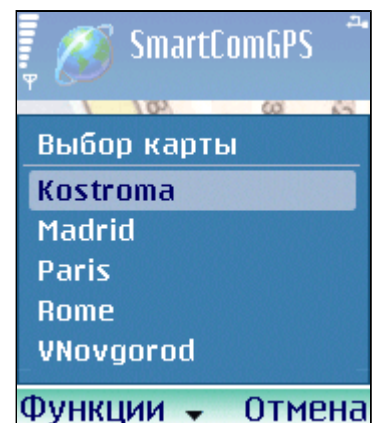 SmartComGPS
Выбор карты
Kostroma
Madrid
Paris
Rome
VNovgorod
Функции Отмена